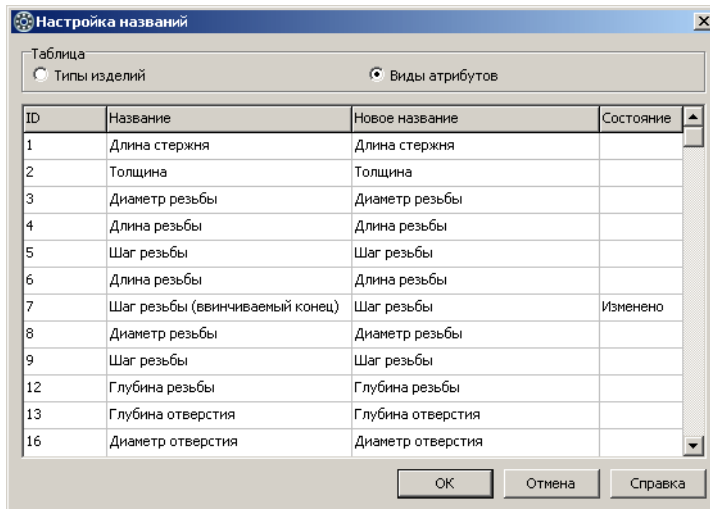 Настройка названий
Таблица
Типы изделий Виды атрибутов
ID Название Новое название Состояние
1 Длина стержня Длина стержня
2 Толщина Толщина
3 Диаметр резьбы Диаметр резьбы
4 Длина резьбы Длина резьбы
5 Шаг резьбы Шаг резьбы
6 Длина резьбы Длина резьбы
7 Шаг резьбы (ввинчиваемый конец) Шаг резьбы Изменено
8 Диаметр резьбы Диаметр резьбы
9 Шаг резьбы Шаг резьбы
12 Глубина резьбы Глубина резьбы
13 Глубина отверстия Глубина отверстия
16 Диаметр отверстия Диаметр отверстия
OK Отмена Справка